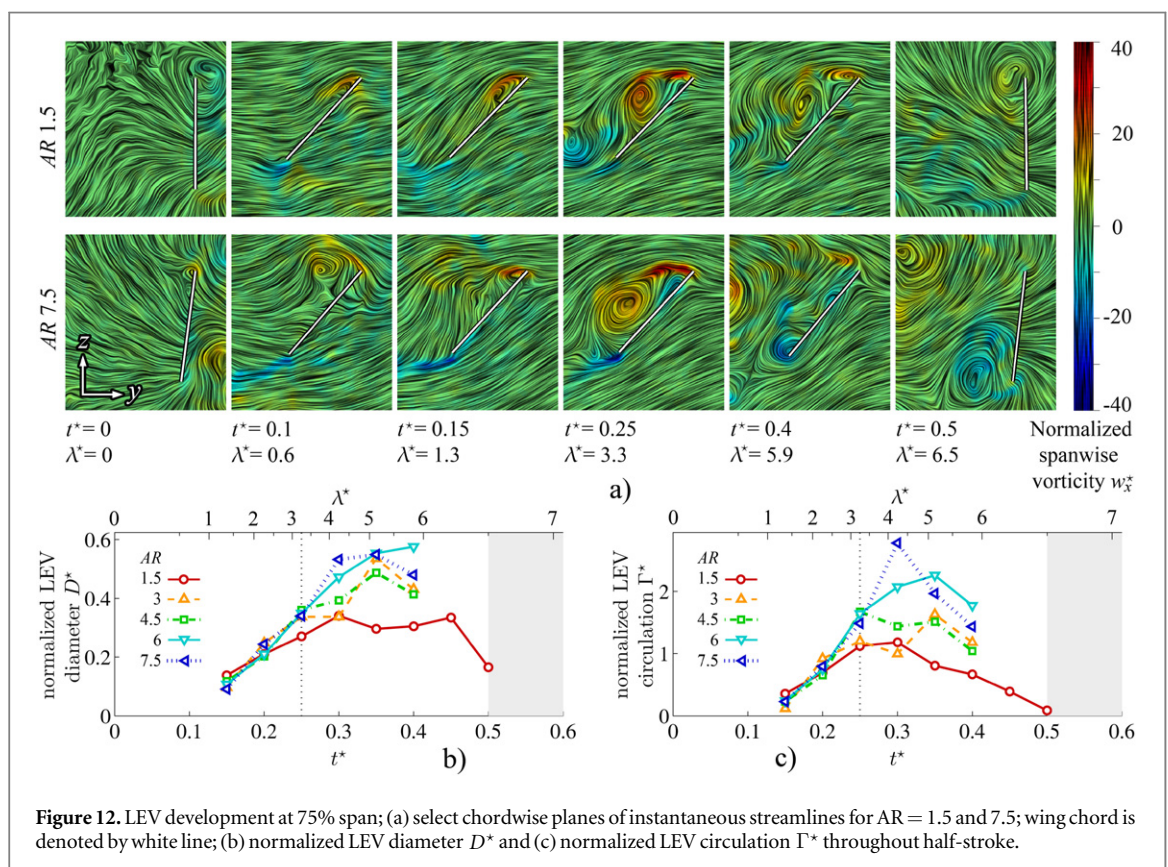 AR 1.5
AR 7.5
z
y
40
20
0
-20
-40
Normalized
spanwise
vorticity w*ₓ
t* = 0
λ* = 0
t* = 0.1
λ* = 0.6
t* = 0.15
λ* = 1.3
t* = 0.25
λ* = 3.3
t* = 0.4
λ* = 5.9
t* = 0.5
λ* = 6.5
a)
λ*
0 1 2 3 4 5 6 7
normalized LEV
diameter D*
0.6
0.4
0.2
0
AR
1.5
3
4.5
6
7.5
0 0.1 0.2 0.3 0.4 0.5 0.6
t*
b)
λ*
0 1 2 3 4 5 6 7
normalized LEV
circulation Γ*
2
1
0
AR
1.5
3
4.5
6
7.5
0 0.1 0.2 0.3 0.4 0.5 0.6
t*
c)
Figure 12. LEV development at 75% span; (a) select chordwise planes of instantaneous streamlines for AR = 1.5 and 7.5; wing chord is
denoted by white line; (b) normalized LEV diameter D* and (c) normalized LEV circulation Γ* throughout half-stroke.